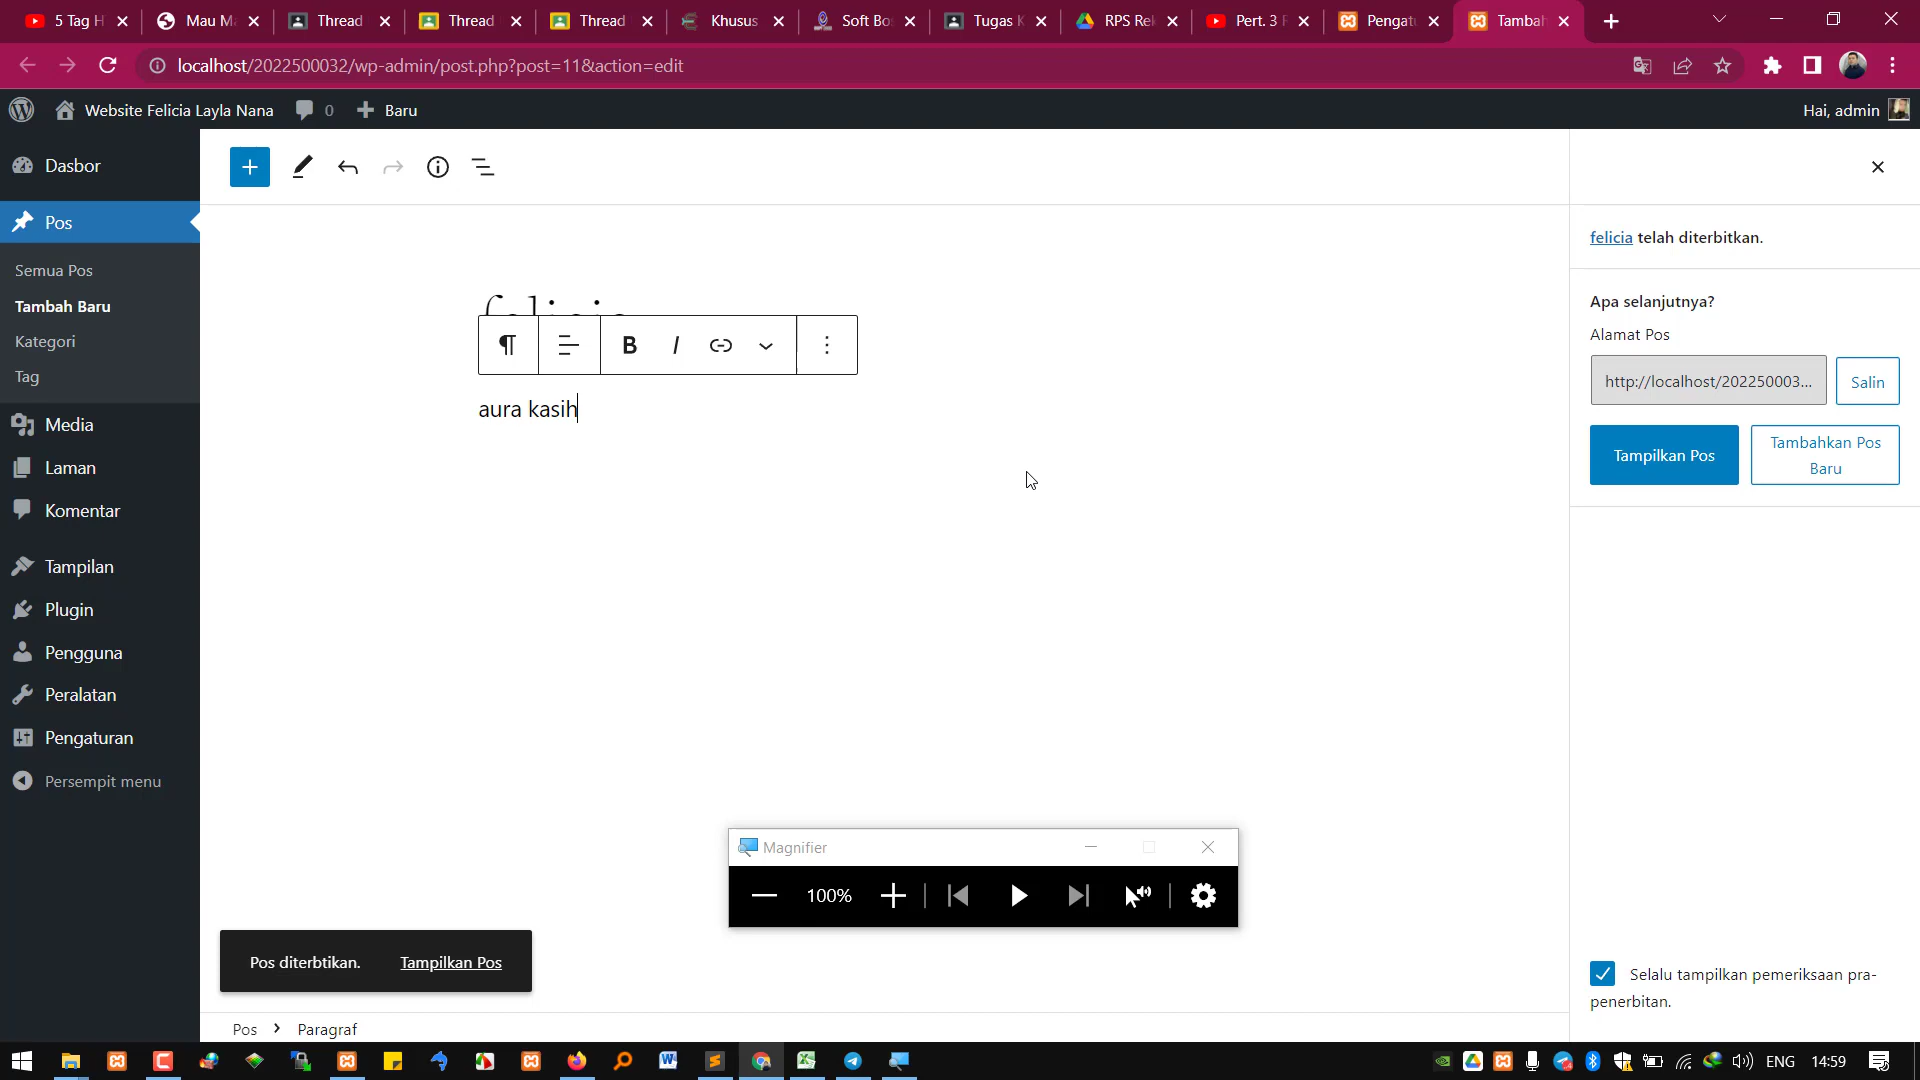 5 Tag H
Mau M
Thread
Thread
Thread
Khusus
Soft Bo
Tugas K
RPS Re
Pert. 3
Pengat
Tambah
localhost/2022500032/wp-admin/post.php?post=11&action=edit
Website Felicia Layla Nana
0
Baru
Hai, admin
Dasbor
Pos
Semua Pos
Tambah Baru
Kategori
Tag
Media
Laman
Komentar
Tampilan
Plugin
Pengguna
Peralatan
Pengaturan
Persempit menu
felicia
B I
aura kasih
felicia telah diterbitkan.
Apa selanjutnya?
Alamat Pos
http://localhost/202250003...
Salin
Tampilkan Pos
Tambahkan Pos
Baru
Magnifier
100%
Pos diterbtikan.
Tampilkan Pos
Selalu tampilkan pemeriksaan pra-
penerbitan.
Pos
Paragraf
ENG
14:59